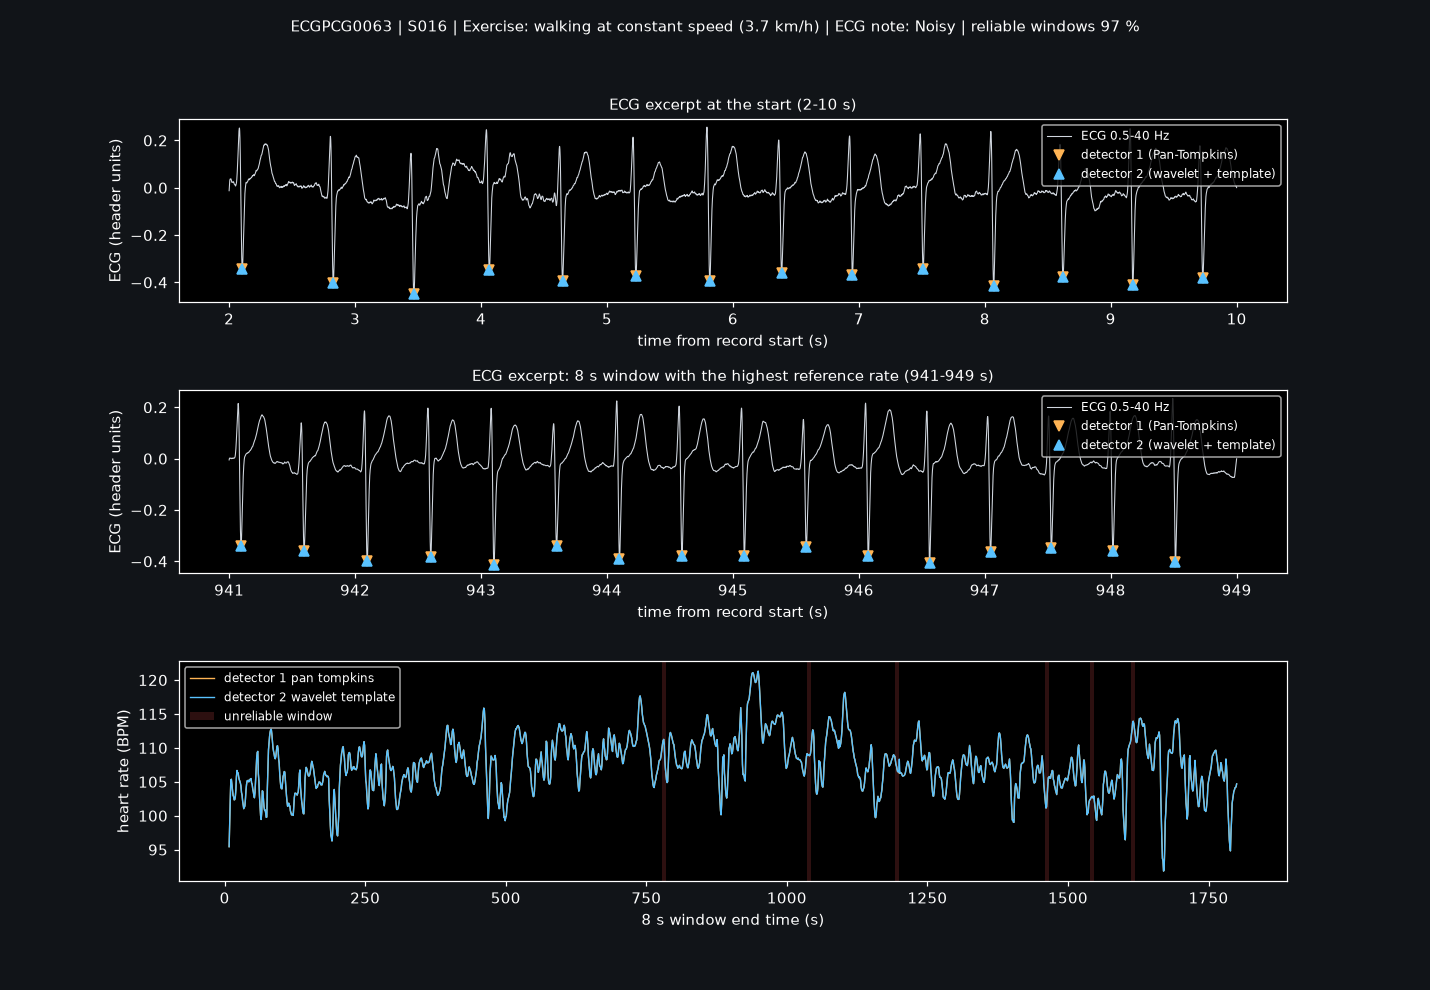 ECGPCG0063 | S016 | Exercise: walking at constant speed (3.7 km/h) | ECG note: Noisy | reliable windows 97 %
ECG excerpt at the start (2-10 s)
ECG (header units)
0.2
0.0
−0.2
−0.4
ECG 0.5-40 Hz
detector 1 (Pan-Tompkins)
detector 2 (wavelet + template)
2 3 4 5 6 7 8 9 10
time from record start (s)
ECG excerpt: 8 s window with the highest reference rate (941-949 s)
ECG (header units)
0.2
0.0
−0.2
−0.4
ECG 0.5-40 Hz
detector 1 (Pan-Tompkins)
detector 2 (wavelet + template)
941 942 943 944 945 946 947 948 949
time from record start (s)
heart rate (BPM)
120
115
110
105
100
95
detector 1 pan tompkins
detector 2 wavelet template
unreliable window
0 250 500 750 1000 1250 1500 1750
8 s window end time (s)